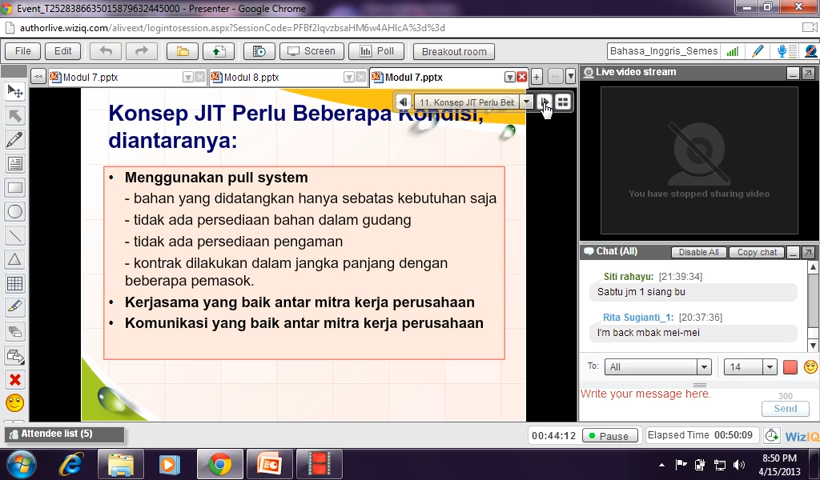 Event_T25283866350158796324​45000 - Presenter - Google Chrome
authorlive.wiziq.com/aliveext/logintosession.aspx?SessionCode=PFBf2IqvzbsaHM6w4AHIcA%3d%3d
File Edit Screen Poll Breakout room Bahasa_Inggris_Semes
Modul 7.pptx Modul 8.pptx Modul 7.pptx
11. Konsep JIT Perlu Bet
Konsep JIT Perlu Beberapa Kondisi,
diantaranya:
• Menggunakan pull system
- bahan yang didatangkan hanya sebatas kebutuhan saja
- tidak ada persediaan bahan dalam gudang
- tidak ada persediaan pengaman
- kontrak dilakukan dalam jangka panjang dengan
beberapa pemasok.
• Kerjasama yang baik antar mitra kerja perusahaan
• Komunikasi yang baik antar mitra kerja perusahaan
Live video stream
You have stopped sharing video
Chat (All) Disable All Copy chat
Siti rahayu: [21:39:34]
Sabtu jm 1 siang bu
Rita Sugianti_1: [20:37:36]
I'm back mbak mei-mei
To: All 14
Write your message here.
300
Send
Attendee list (5)
00:44:12 Pause Elapsed Time 00:50:09 WizIQ
8:50 PM
4/15/2013